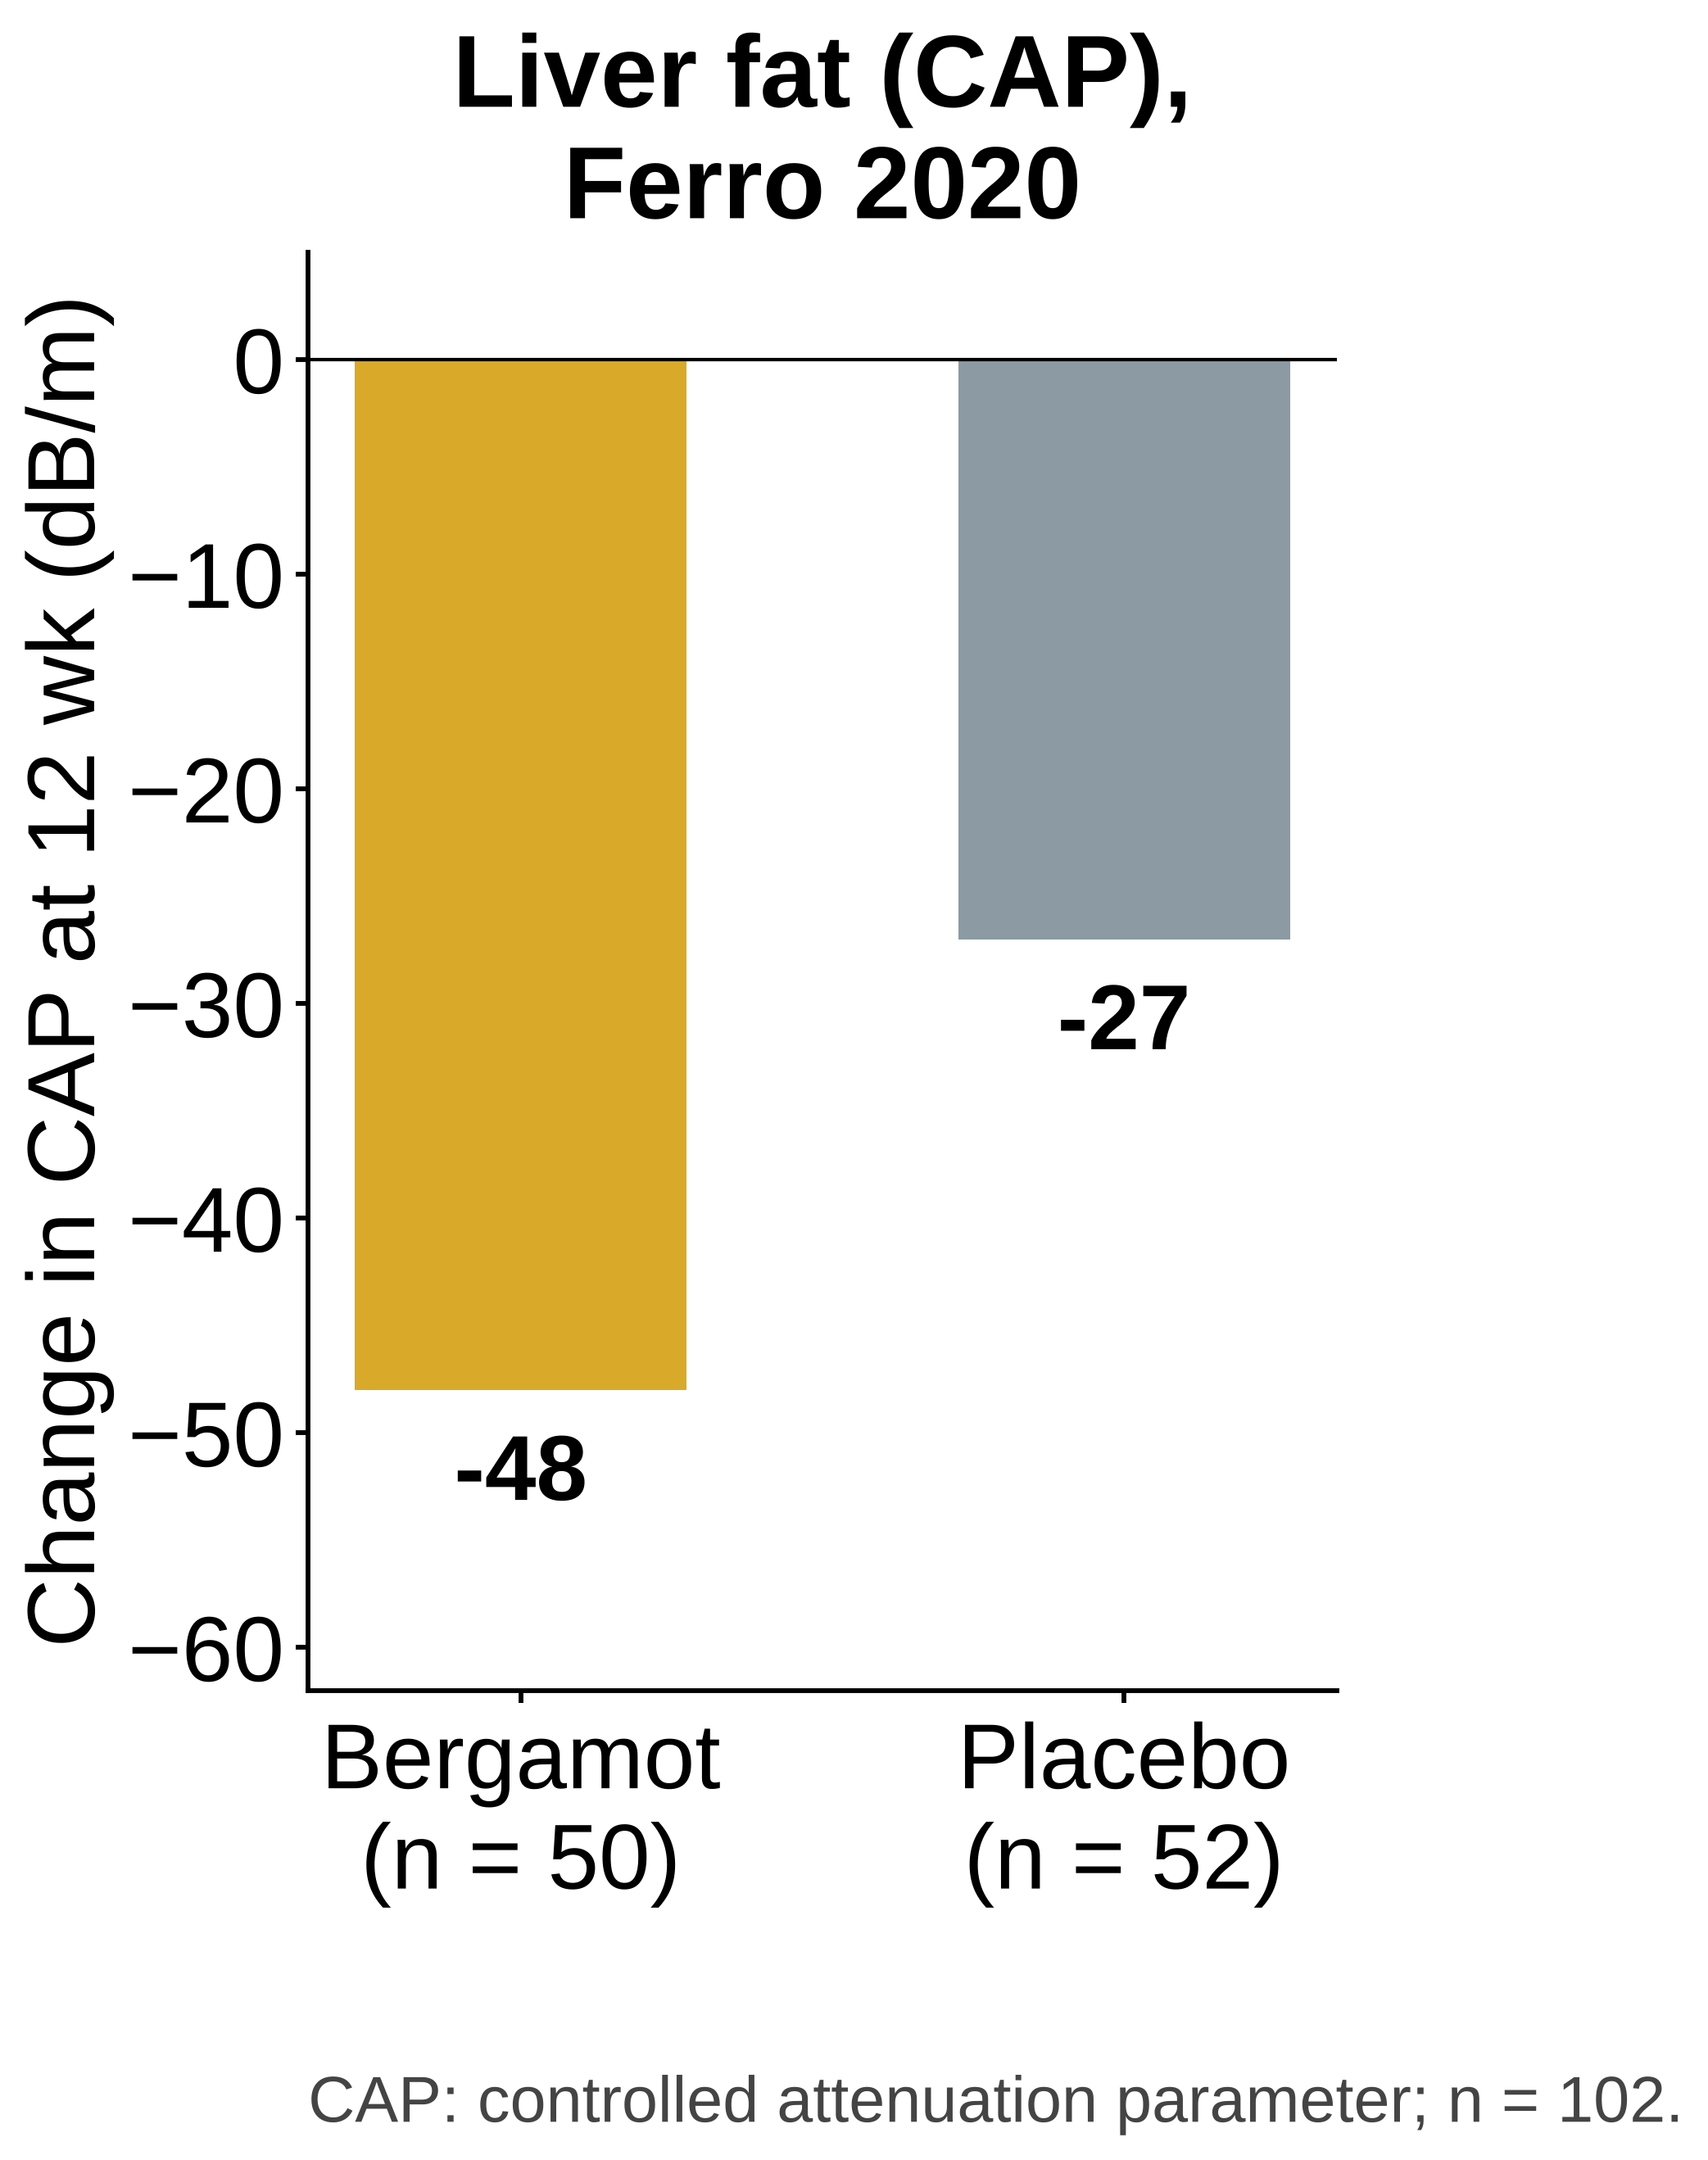 Liver fat (CAP),
Ferro 2020
Change in CAP at 12 wk (dB/m)
0
−10
−20
−30
−40
−50
−60
-48
-27
Bergamot
(n = 50)
Placebo
(n = 52)
CAP: controlled attenuation parameter; n = 102.